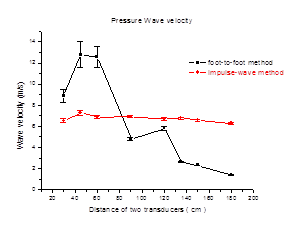 Pressure Wave velocity
foot-to-foot method
impulse-wave method
Wave Velocity (m/s)
14
12
10
8
6
4
2
0
20 40 60 80 100 120 140 160 180 200
Distance of two transducers ( cm )